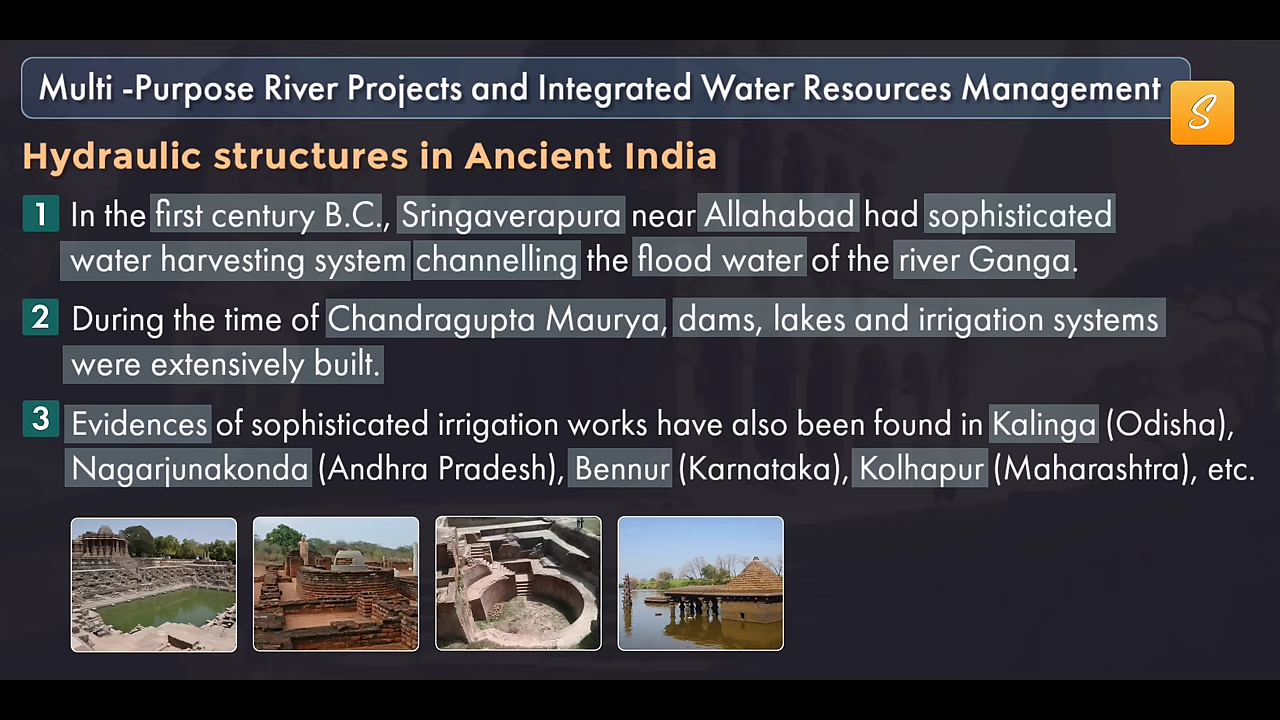 Multi -Purpose River Projects and Integrated Water Resources Management
S
Hydraulic structures in Ancient India
1 In the first century B.C., Sringaverapura near Allahabad had sophisticated
water harvesting system channelling the flood water of the river Ganga.
2 During the time of Chandragupta Maurya, dams, lakes and irrigation systems
were extensively built.
3 Evidences of sophisticated irrigation works have also been found in Kalinga (Odisha),
Nagarjunakonda (Andhra Pradesh), Bennur (Karnataka), Kolhapur (Maharashtra), etc.